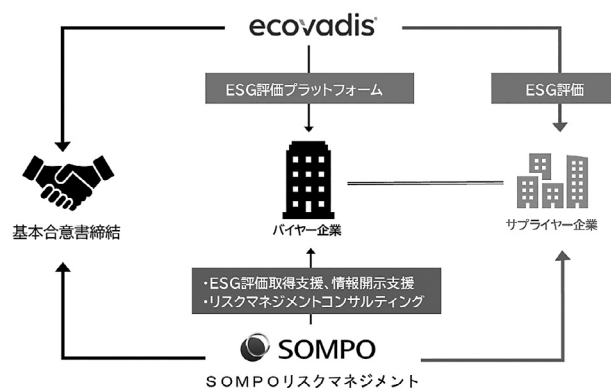 ecovadis
ESG評価プラットフォーム
ESG評価
基本合意書締結
バイヤー企業
サプライヤー企業
・ESG評価取得支援、情報開示支援
・リスクマネジメントコンサルティング
SOMPO
SOMPOリスクマネジメント